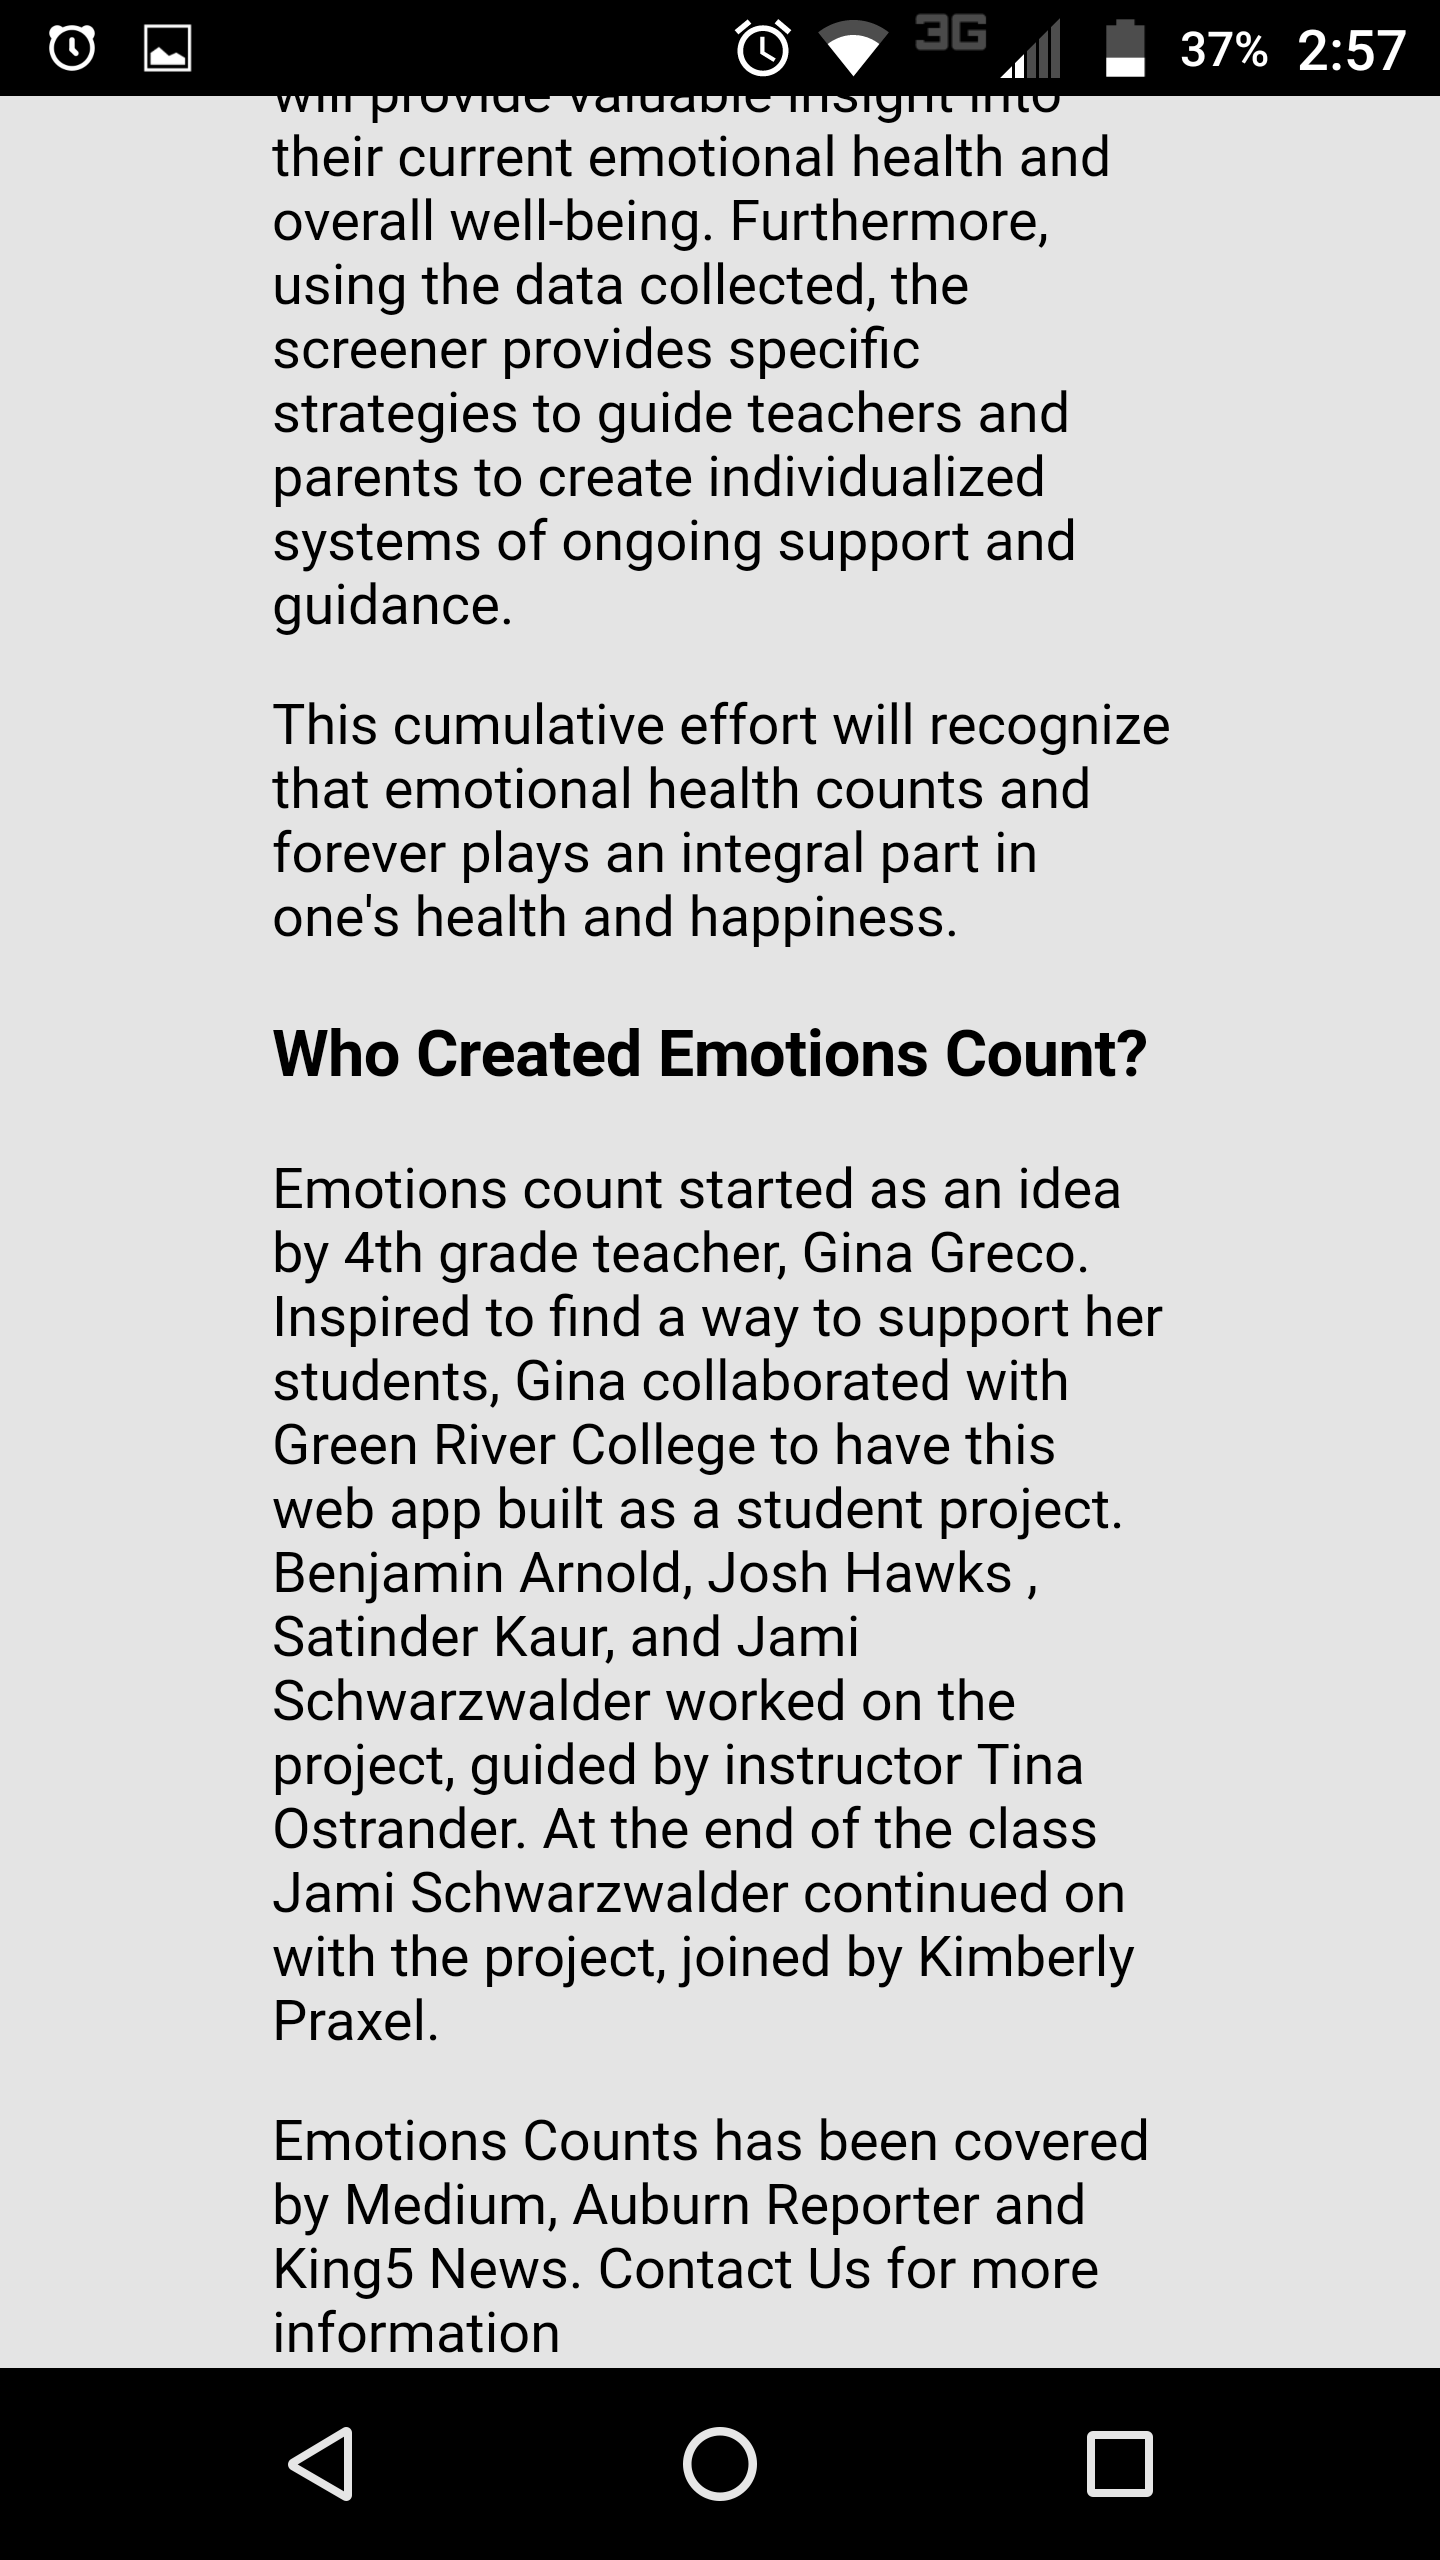 3G 37% 2:57
will provide valuable insight into
their current emotional health and
overall well-being. Furthermore,
using the data collected, the
screener provides specific
strategies to guide teachers and
parents to create individualized
systems of ongoing support and
guidance.
This cumulative effort will recognize
that emotional health counts and
forever plays an integral part in
one's health and happiness.
Who Created Emotions Count?
Emotions count started as an idea
by 4th grade teacher, Gina Greco.
Inspired to find a way to support her
students, Gina collaborated with
Green River College to have this
web app built as a student project.
Benjamin Arnold, Josh Hawks ,
Satinder Kaur, and Jami
Schwarzwalder worked on the
project, guided by instructor Tina
Ostrander. At the end of the class
Jami Schwarzwalder continued on
with the project, joined by Kimberly
Praxel.
Emotions Counts has been covered
by Medium, Auburn Reporter and
King5 News. Contact Us for more
information